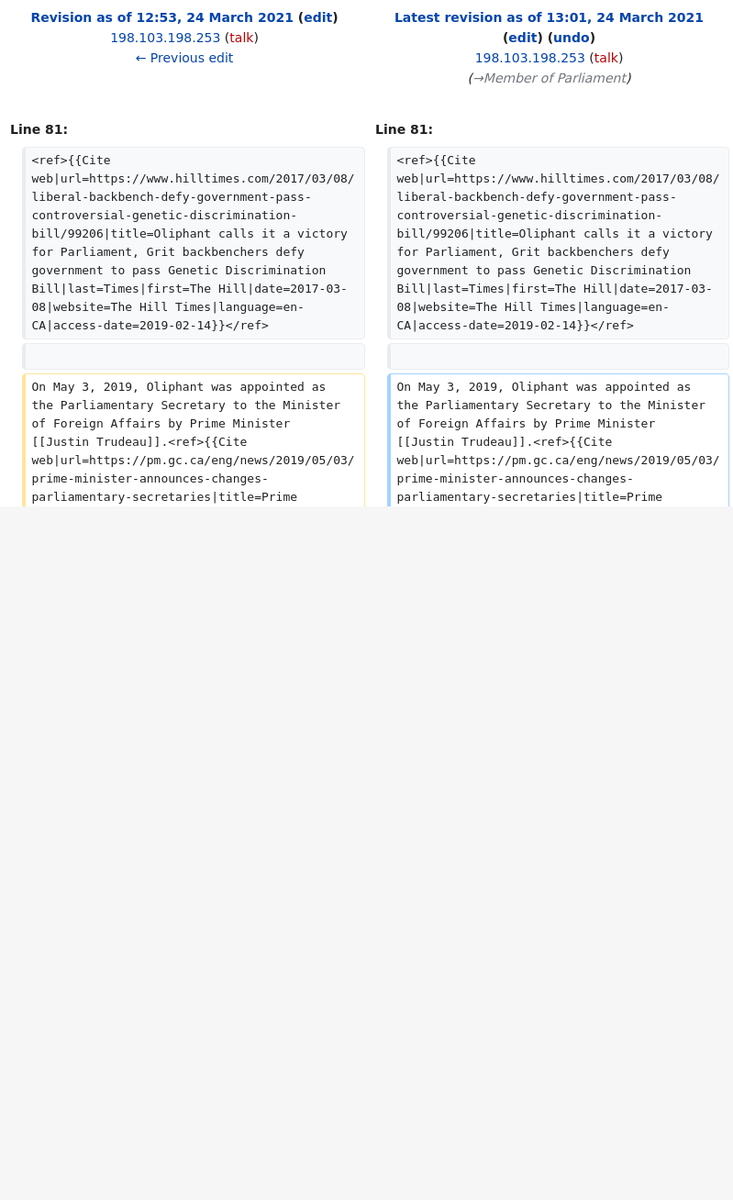 Revision as of 12:53, 24 March 2021 (edit)
198.103.198.253 (talk)
← Previous edit
Latest revision as of 13:01, 24 March 2021
(edit) (undo)
198.103.198.253 (talk)
(→Member of Parliament)
Line 81:
Line 81:
<ref>{{Cite
web|url=https://www.hilltimes.com/2017/03/08/
liberal-backbench-defy-government-pass-
controversial-genetic-discrimination-
bill/99206|title=Oliphant calls it a victory
for Parliament, Grit backbenchers defy
government to pass Genetic Discrimination
Bill|last=Times|first=The Hill|date=2017-03-
08|website=The Hill Times|language=en-
CA|access-date=2019-02-14}}</ref>
<ref>{{Cite
web|url=https://www.hilltimes.com/2017/03/08/
liberal-backbench-defy-government-pass-
controversial-genetic-discrimination-
bill/99206|title=Oliphant calls it a victory
for Parliament, Grit backbenchers defy
government to pass Genetic Discrimination
Bill|last=Times|first=The Hill|date=2017-03-
08|website=The Hill Times|language=en-
CA|access-date=2019-02-14}}</ref>
On May 3, 2019, Oliphant was appointed as
the Parliamentary Secretary to the Minister
of Foreign Affairs by Prime Minister
[[Justin Trudeau]].<ref>{{Cite
web|url=https://pm.gc.ca/eng/news/2019/05/03/
prime-minister-announces-changes-
parliamentary-secretaries|title=Prime
On May 3, 2019, Oliphant was appointed as
the Parliamentary Secretary to the Minister
of Foreign Affairs by Prime Minister
[[Justin Trudeau]].<ref>{{Cite
web|url=https://pm.gc.ca/eng/news/2019/05/03/
prime-minister-announces-changes-
parliamentary-secretaries|title=Prime